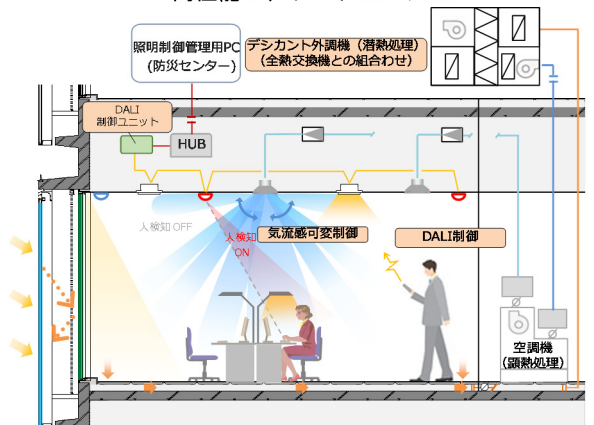 照明制御管理用PC
(防災センター)
デシカント外調機（潜熱処理）
（全熱交換機との組合わせ）
DALI
制御ユニット
HUB
人検知 OFF
人検知
ON
気流感可変制御
DALI制御
空調機
（顕熱処理）